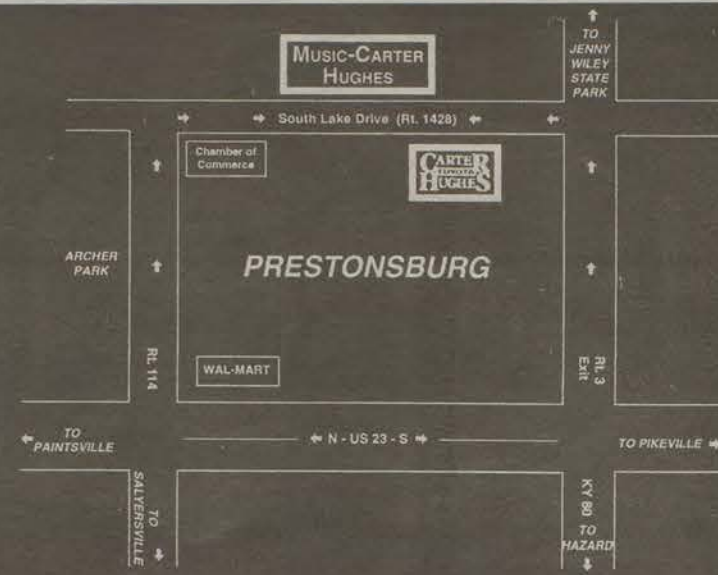 MUSIC-CARTER
HUGHES
TO
JENNY
WILEY
STATE
PARK
South Lake Drive (Rt. 1428)
Chamber of
Commerce
CARTER
TOYOTA
HUGHES
ARCHER
PARK
PRESTONSBURG
Rt. 114
WAL-MART
Rt. 3
Exit
TO
PAINTSVILLE
N - US 23 - S
TO PIKEVILLE
TO
SALYERSVILLE
KY 80
TO
HAZARD